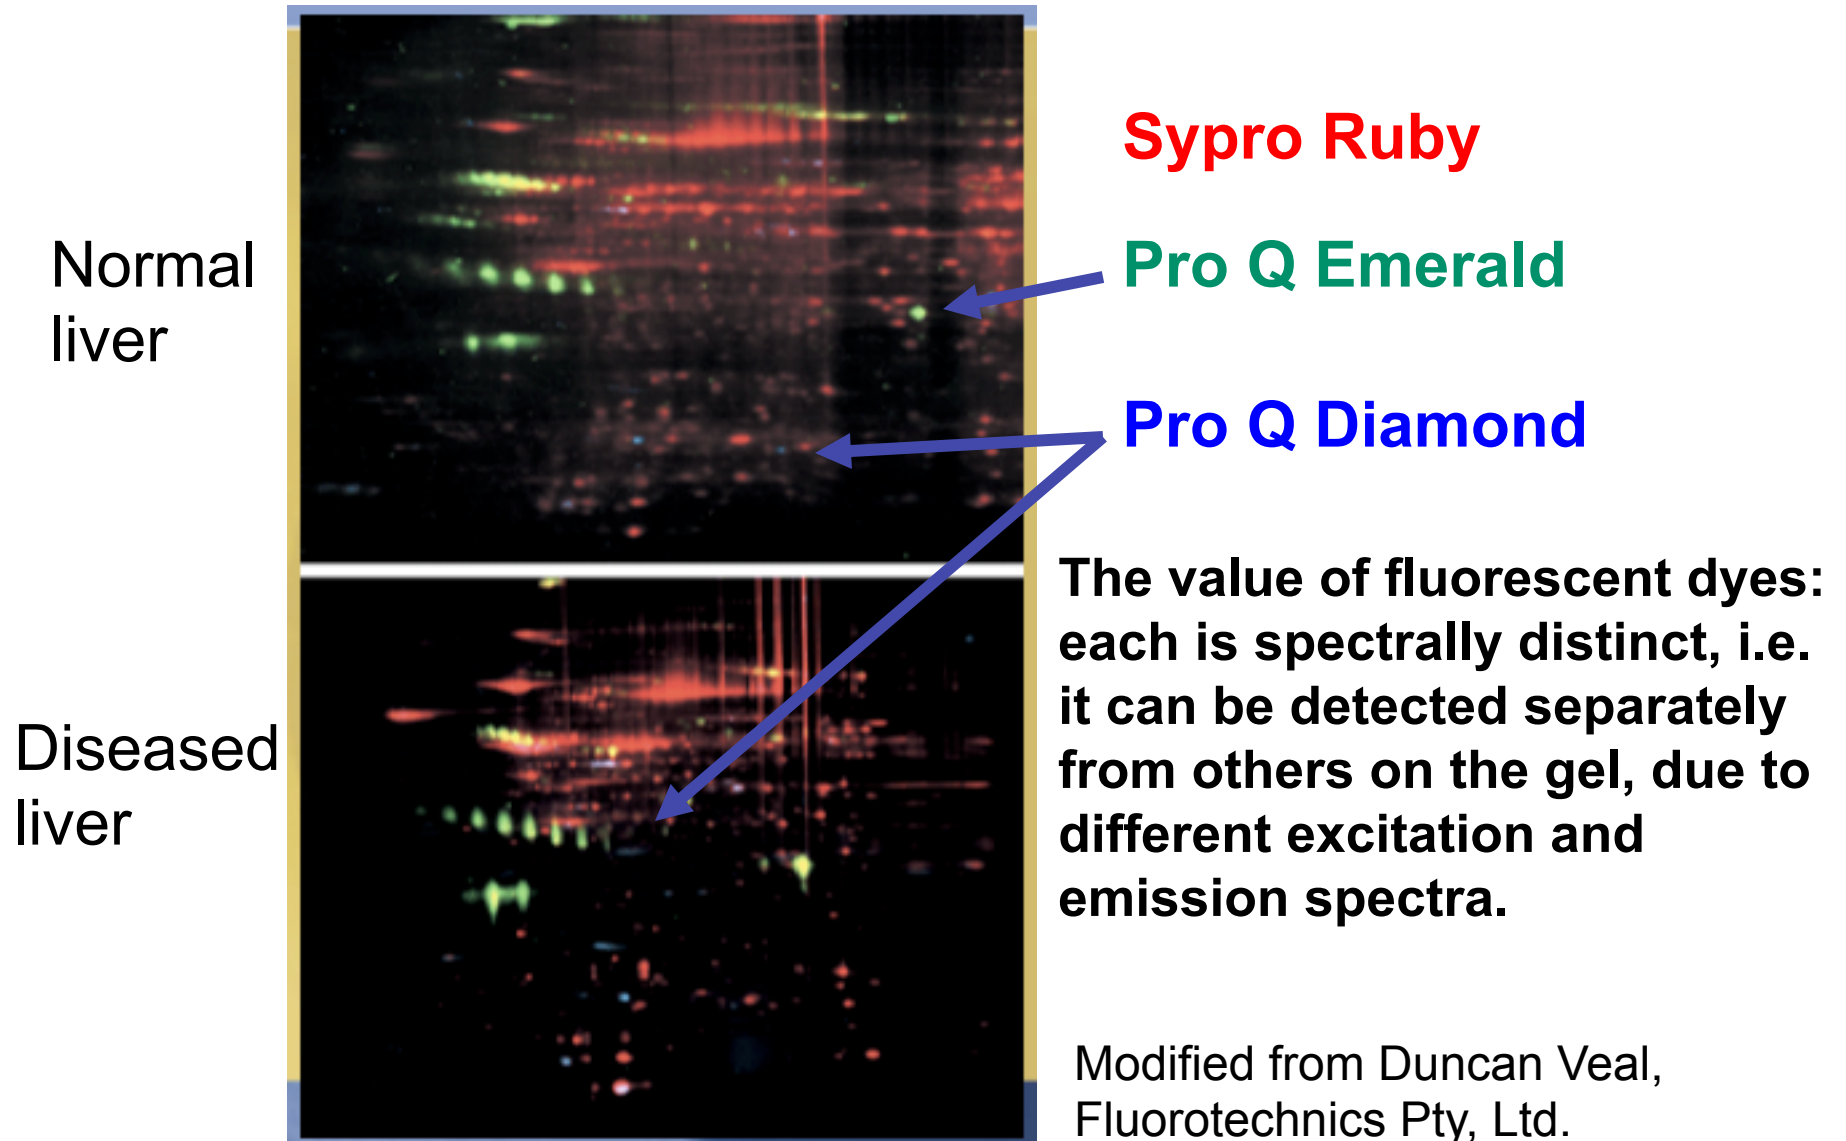 Normal
liver
Diseased
liver
Sypro Ruby
Pro Q Emerald
Pro Q Diamond
The value of fluorescent dyes:
each is spectrally distinct, i.e.
it can be detected separately
from others on the gel, due to
different excitation and
emission spectra.
Modified from Duncan Veal,
Fluorotechnics Pty, Ltd.